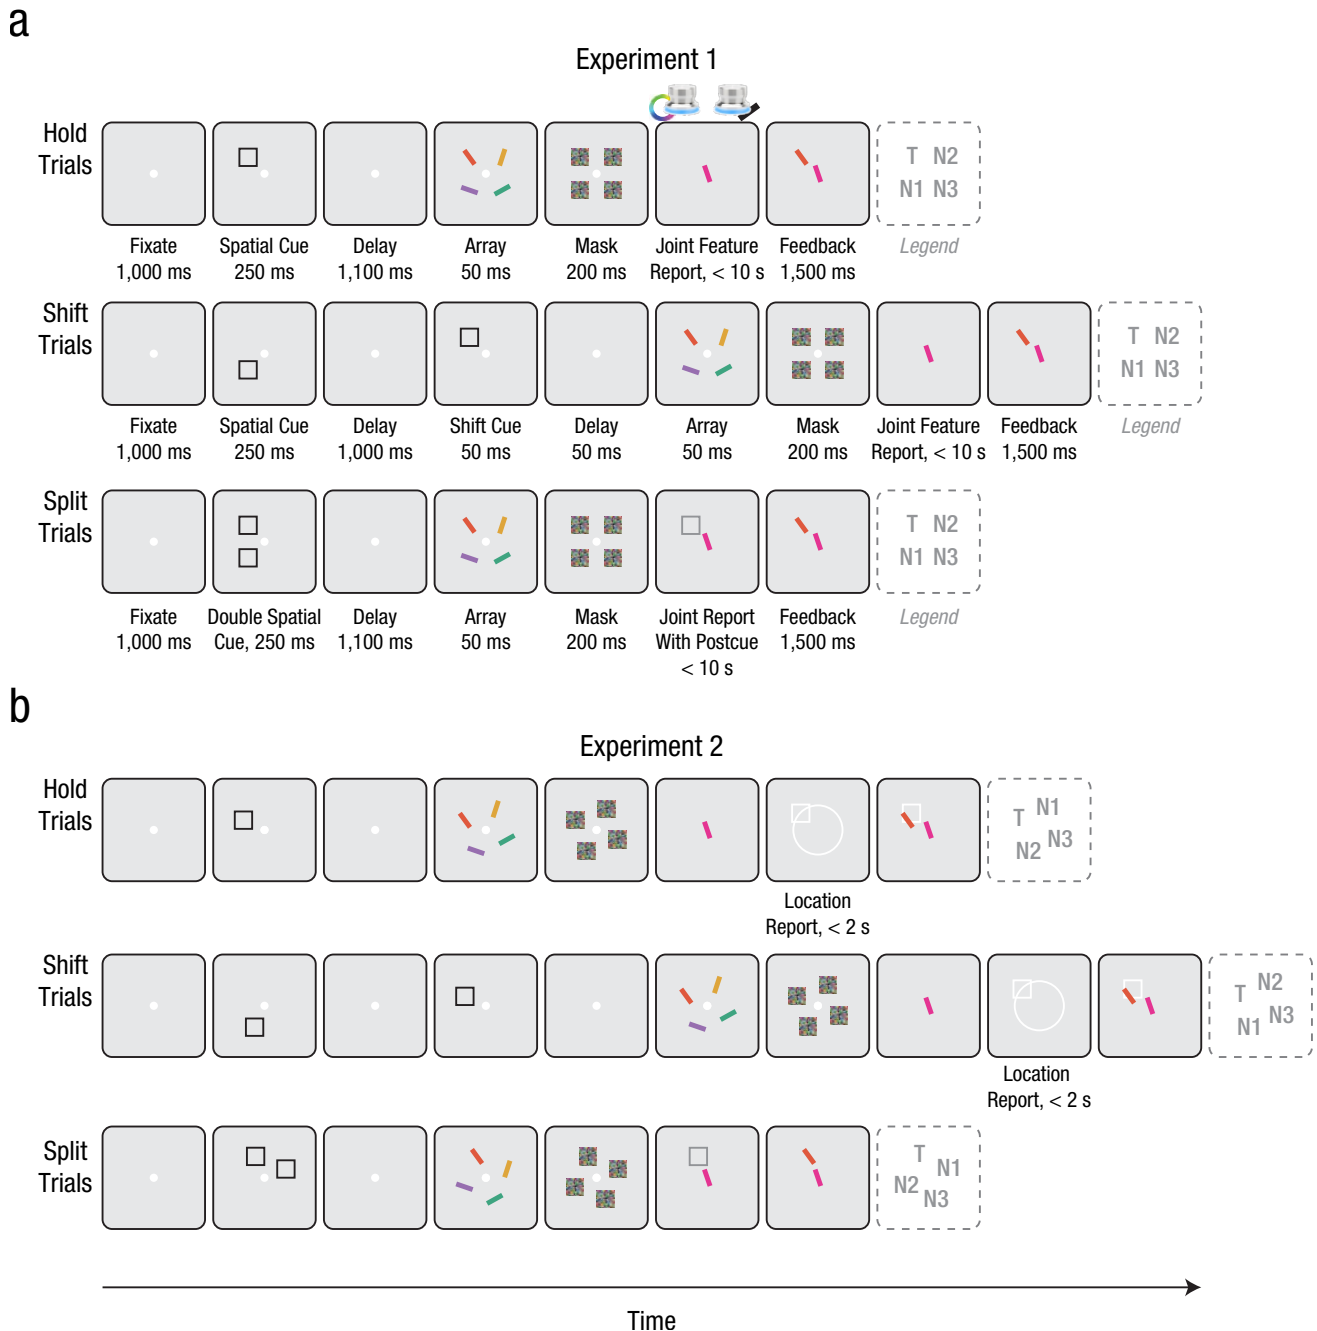 a
Experiment 1
Hold
Trials
T N2
N1 N3
Fixate
1,000 ms
Spatial Cue
250 ms
Delay
1,100 ms
Array
50 ms
Mask
200 ms
Joint Feature
Report, < 10 s
Feedback
1,500 ms
Legend
Shift
Trials
T N2
N1 N3
Fixate
1,000 ms
Spatial Cue
250 ms
Delay
1,000 ms
Shift Cue
50 ms
Delay
50 ms
Array
50 ms
Mask
200 ms
Joint Feature
Report, < 10 s
Feedback
1,500 ms
Legend
Split
Trials
T N2
N1 N3
Fixate
1,000 ms
Double Spatial
Cue, 250 ms
Delay
1,100 ms
Array
50 ms
Mask
200 ms
Joint Report
With Postcue
< 10 s
Feedback
1,500 ms
Legend
b
Experiment 2
Hold
Trials
T N1
N2 N3
Location
Report, < 2 s
Shift
Trials
T N2
N1 N3
Location
Report, < 2 s
Split
Trials
T N1
N2 N3
Time